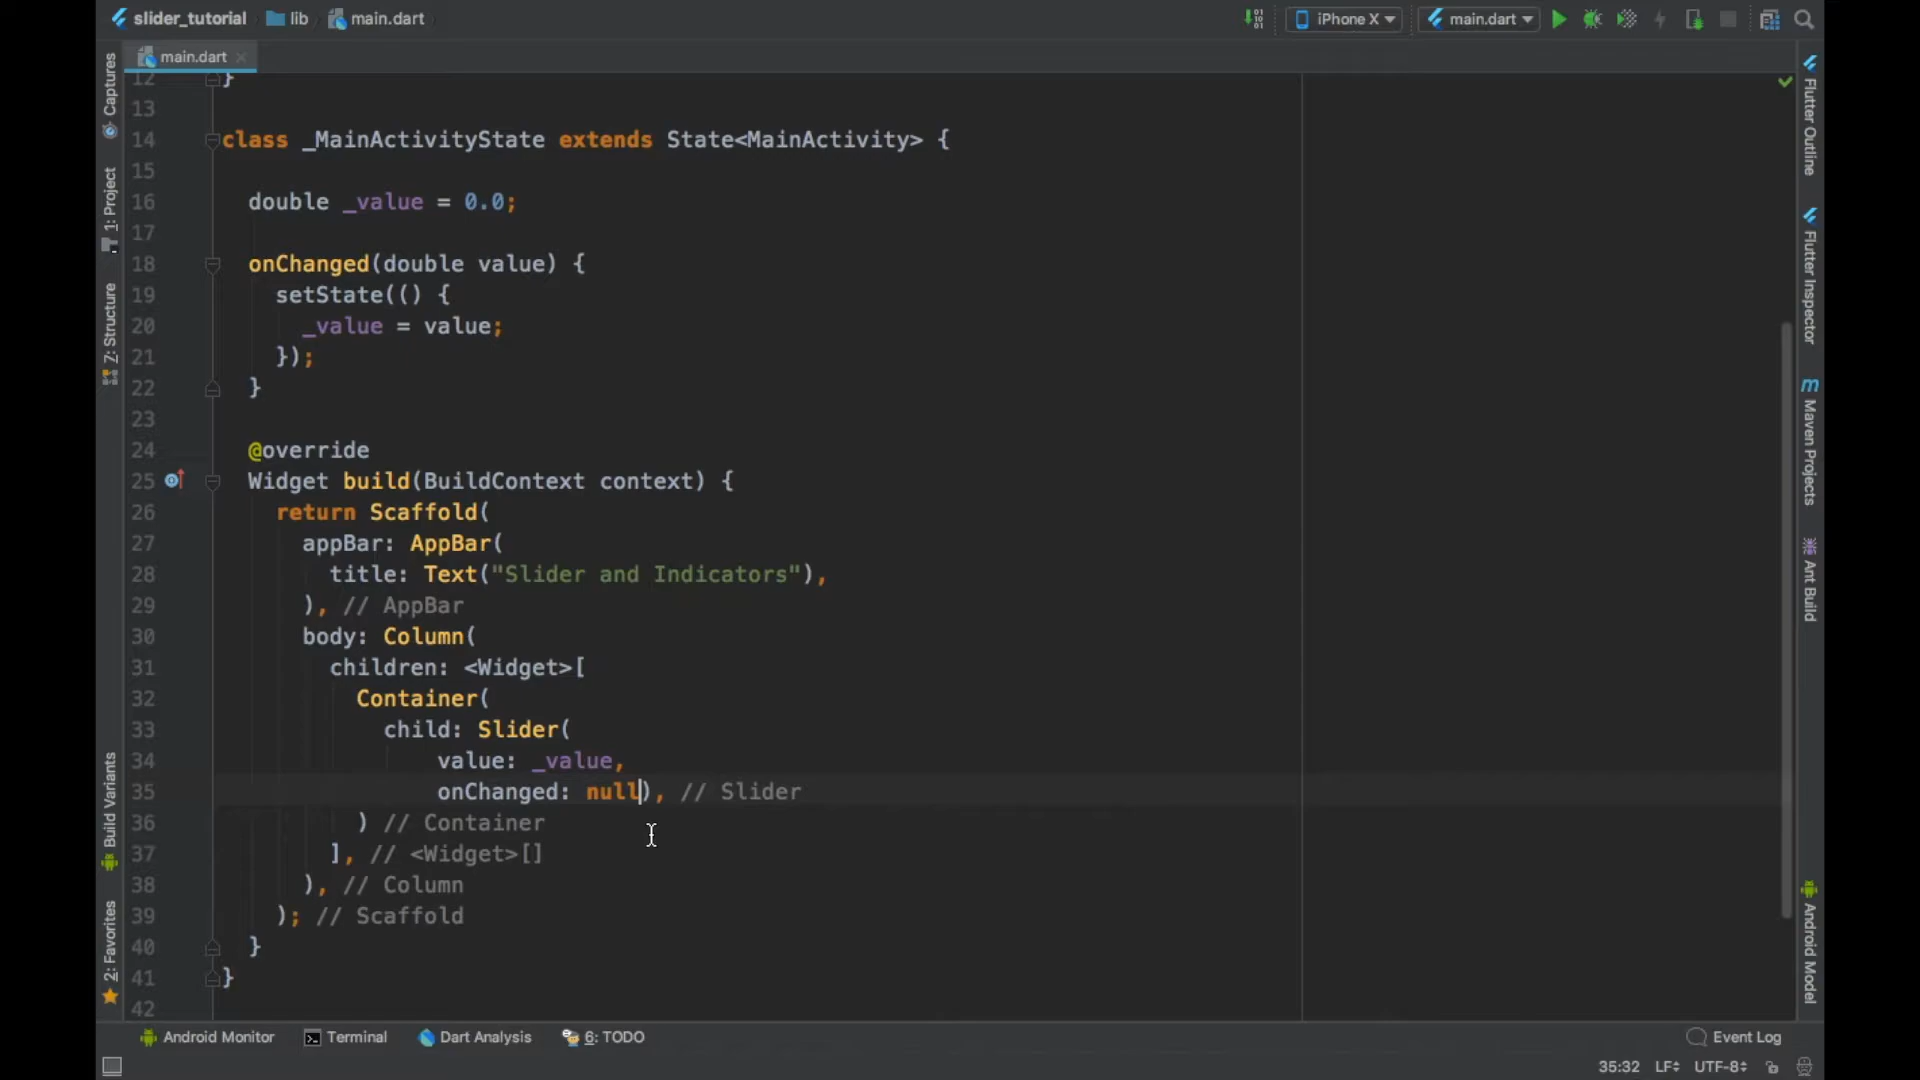 slider_tutorial lib main.dart iPhone X main.dart
main.dart
12 }
13
14 class _MainActivityState extends State<MainActivity> {
15
16 double _value = 0.0;
17
18 onChanged(double value) {
19 setState(() {
20 _value = value;
21 });
22 }
23
24 @override
25 Widget build(BuildContext context) {
26 return Scaffold(
27 appBar: AppBar(
28 title: Text("Slider and Indicators"),
29 ), // AppBar
30 body: Column(
31 children: <Widget>[
32 Container(
33 child: Slider(
34 value: _value,
35 onChanged: null), // Slider
36 ) // Container
37 ], // <Widget>[]
38 ), // Column
39 ); // Scaffold
40 }
41 }
42
Captures
1: Project
Z: Structure
Build Variants
2: Favorites
Flutter Outline
Flutter Inspector
Maven Projects
Ant Build
Android Model
Android Monitor Terminal Dart Analysis 6: TODO Event Log
35:32 LF÷ UTF-8÷